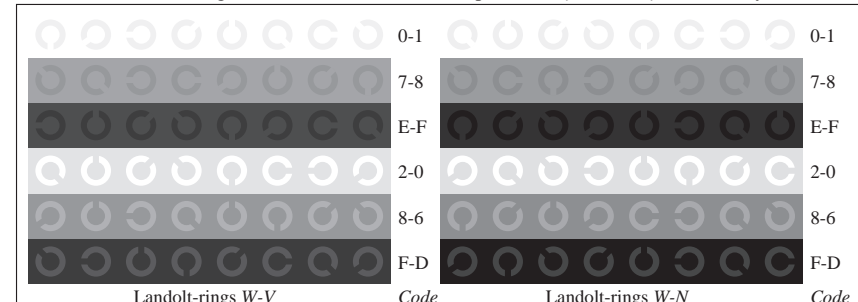 0-1 0-1
7-8 7-8
E-F E-F
2-0 2-0
8-6 8-6
F-D F-D
Landolt-rings W-V Code Landolt-rings W-N Code